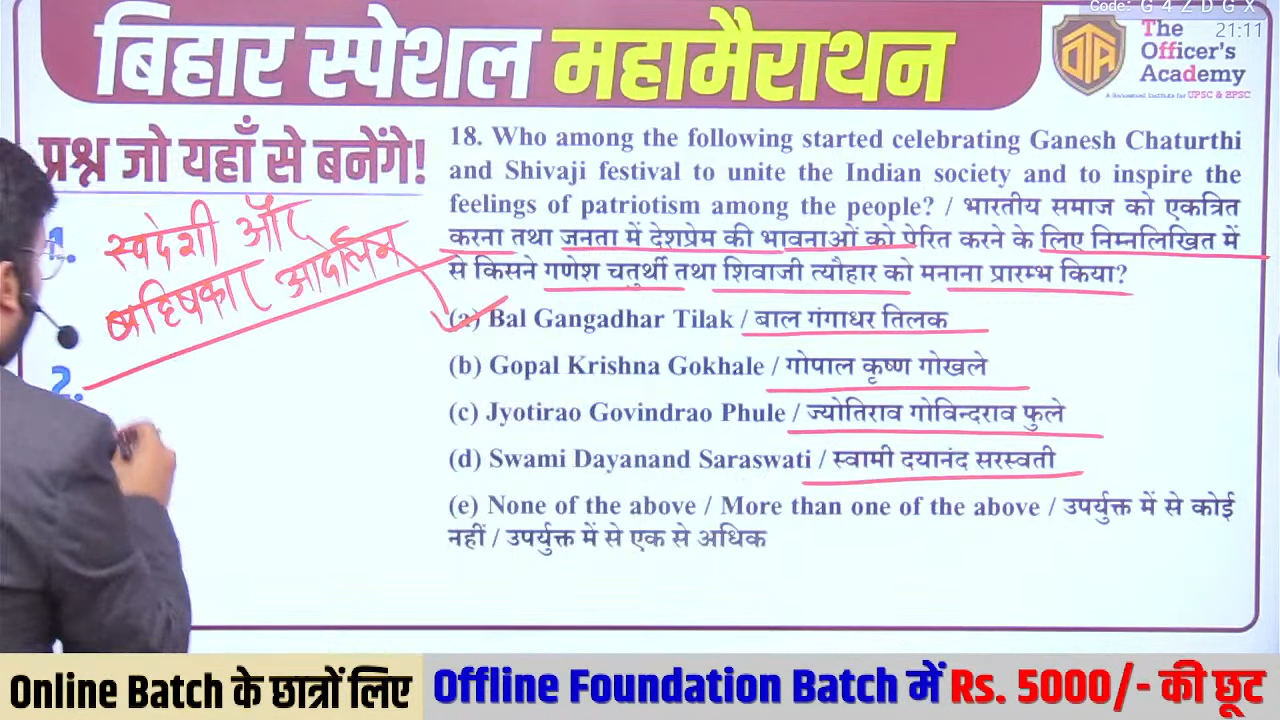 Code: G 4 Z D G X
बिहार स्पेशल महामैराथन
The
Officer's
Academy
21:11
A Renowned Institute for UPSC & BPSC
प्रश्न जो यहाँ से बनेंगे!
1. स्वदेशी और
बहिष्कार आंदोलन
2.
18. Who among the following started celebrating Ganesh Chaturthi
and Shivaji festival to unite the Indian society and to inspire the
feelings of patriotism among the people? / भारतीय समाज को एकत्रित
करना तथा जनता में देशप्रेम की भावनाओं को प्रेरित करने के लिए निम्नलिखित में
से किसने गणेश चतुर्थी तथा शिवाजी त्यौहार को मनाना प्रारम्भ किया?
(a) Bal Gangadhar Tilak / बाल गंगाधर तिलक
(b) Gopal Krishna Gokhale / गोपाल कृष्ण गोखले
(c) Jyotirao Govindrao Phule / ज्योतिराव गोविन्दराव फुले
(d) Swami Dayanand Saraswati / स्वामी दयानंद सरस्वती
(e) None of the above / More than one of the above / उपर्युक्त में से कोई
नहीं / उपर्युक्त में से एक से अधिक
Online Batch के छात्रों लिए
Offline Foundation Batch में Rs. 5000/- की छूट